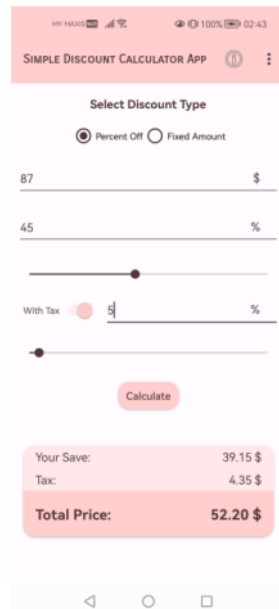 MY MAXIS 100% 02:43
SIMPLE DISCOUNT CALCULATOR APP
Select Discount Type
Percent Off Fixed Amount
87 $
45 %
With Tax 5 %
Calculate
Your Save: 39.15 $
Tax: 4.35 $
Total Price: 52.20 $